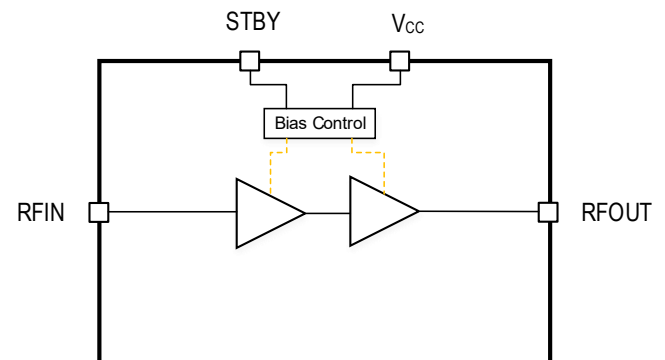 STBY
VCC
Bias Control
RFIN
RFOUT